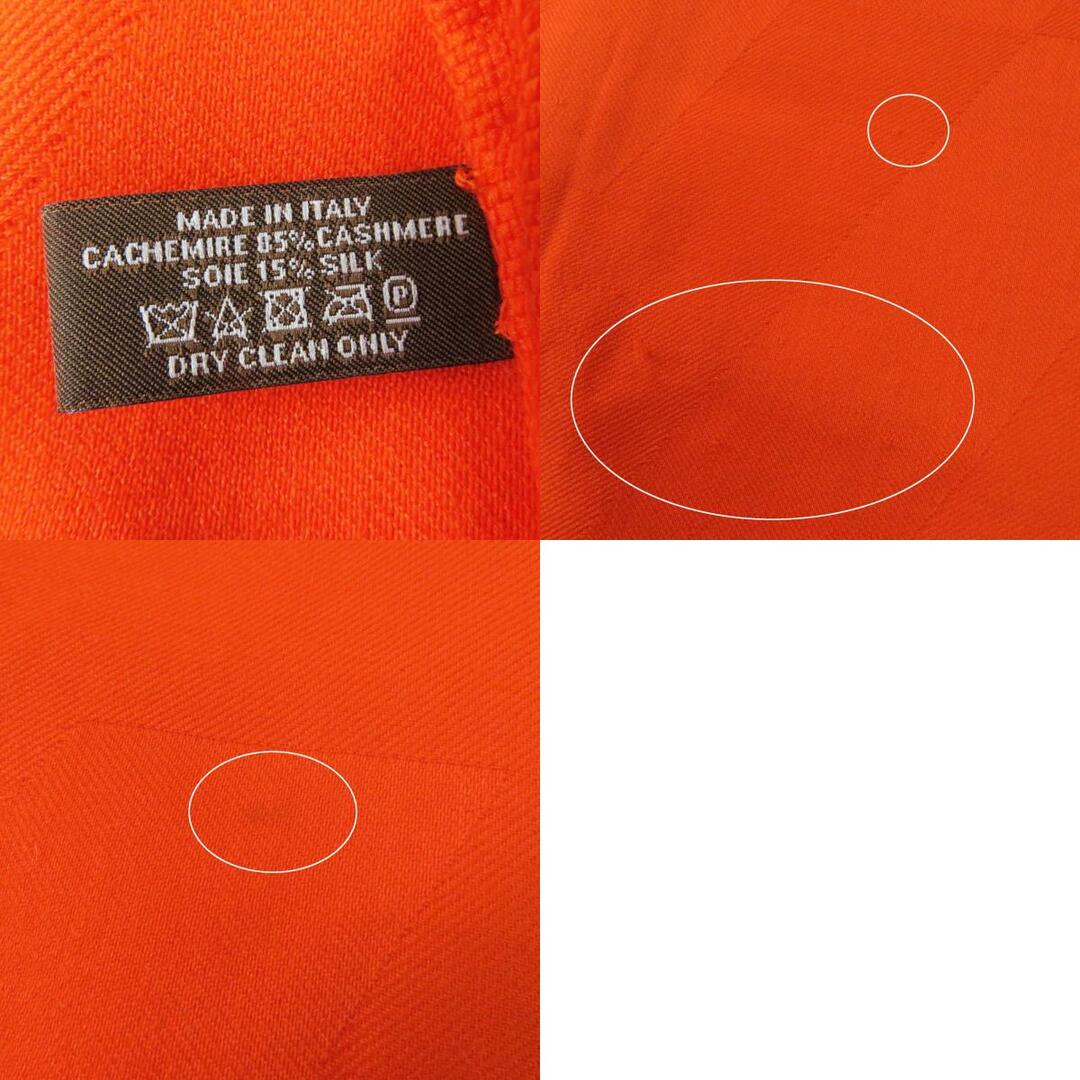 MADE IN ITALY
CACHEMIRE 85% CASHMERE
SOIE 15% SILK
P
DRY CLEAN ONLY